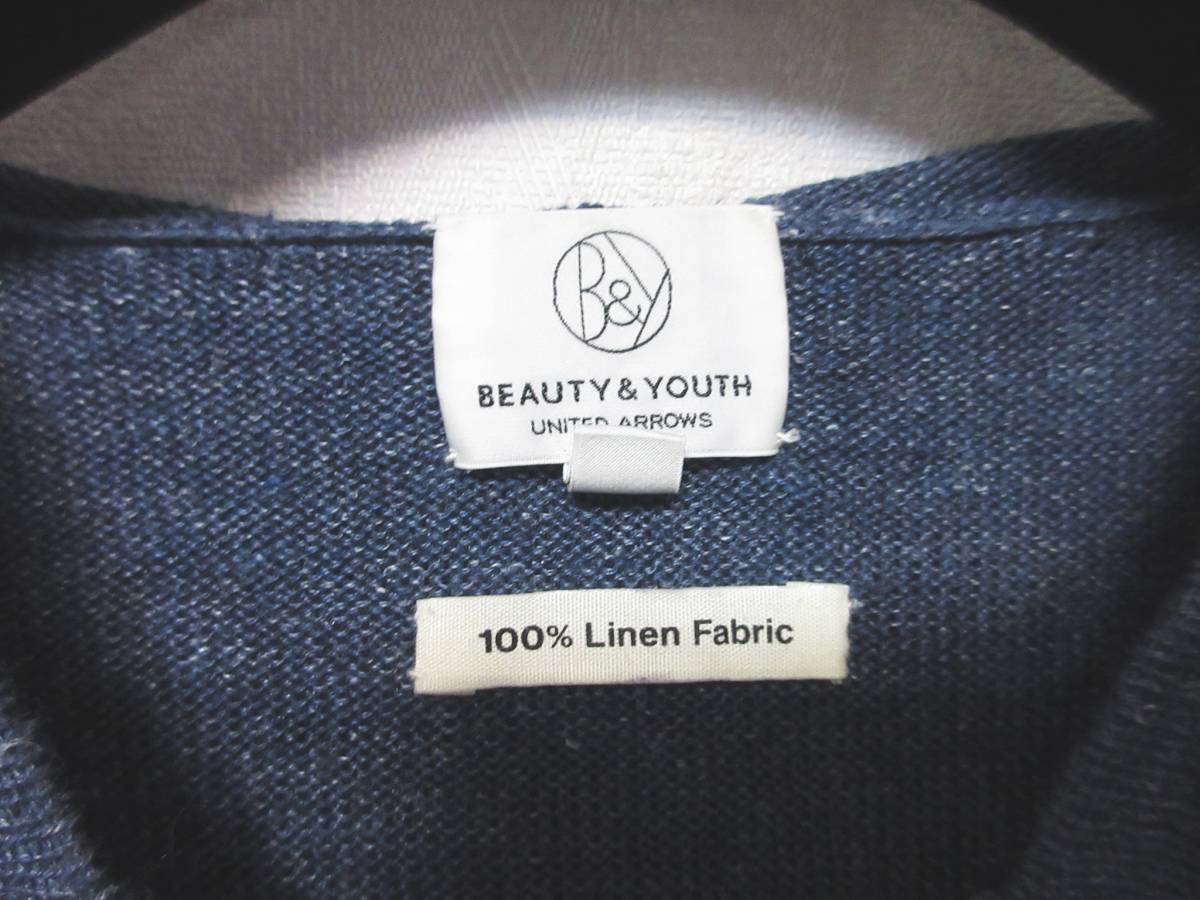 B&Y
BEAUTY & YOUTH
UNITED ARROWS
100% Linen Fabric